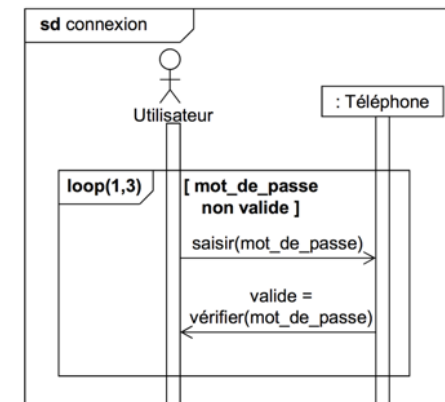 sd connexion
Utilisateur
: Téléphone
loop(1,3)
[ mot_de_passe
non valide ]
saisir(mot_de_passe)
valide =
vérifier(mot_de_passe)